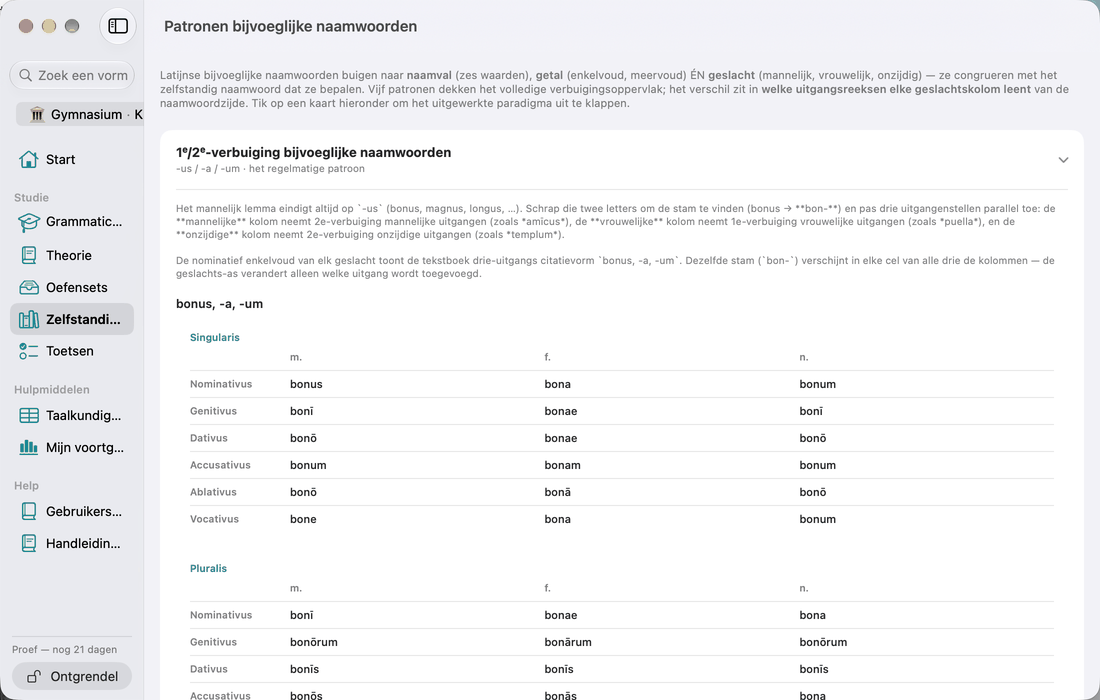 Patronen bijvoeglijke naamwoorden
Zoek een vorm
Gymnasium · K
Start
Studie
Grammatic...
Theorie
Oefensets
Zelfstandi...
Toetsen
Hulpmiddelen
Taalkundig...
Mijn voortg...
Help
Gebruikers...
Handleidin...
Proef — nog 21 dagen
Ontgrendel
Latijnse bijvoeglijke naamwoorden buigen naar naamval (zes waarden), getal (enkelvoud, meervoud) ÉN geslacht (mannelijk, vrouwelijk, onzijdig) — ze congrueren met het
zelfstandig naamwoord dat ze bepalen. Vijf patronen dekken het volledige verbuigingsoppervlak; het verschil zit in welke uitgangsreeksen elke geslachtskolom leent van de
naamwoordzijde. Tik op een kaart hieronder om het uitgewerkte paradigma uit te klappen.
1ᵉ/2ᵉ-verbuiging bijvoeglijke naamwoorden
-us / -a / -um · het regelmatige patroon
Het mannelijk lemma eindigt altijd op `-us` (bonus, magnus, longus, …). Schrap die twee letters om de stam te vinden (bonus → **bon-**) en pas drie uitgangenstellen parallel toe: de
**mannelijke** kolom neemt 2e-verbuiging mannelijke uitgangen (zoals *amīcus*), de **vrouwelijke** kolom neemt 1e-verbuiging vrouwelijke uitgangen (zoals *puella*), en de
**onzijdige** kolom neemt 2e-verbuiging onzijdige uitgangen (zoals *templum*).
De nominatief enkelvoud van elk geslacht toont de tekstboek drie-uitgangs citatievorm `bonus, -a, -um`. Dezelfde stam (`bon-`) verschijnt in elke cel van alle drie de kolommen — de
geslachts-as verandert alleen welke uitgang wordt toegevoegd.
bonus, -a, -um
Singularis
m. f. n.
Nominativus bonus bona bonum
Genitivus bonī bonae bonī
Dativus bonō bonae bonō
Accusativus bonum bonam bonum
Ablativus bonō bonā bonō
Vocativus bone bona bonum
Pluralis
m. f. n.
Nominativus bonī bonae bona
Genitivus bonōrum bonārum bonōrum
Dativus bonīs bonīs bonīs
Accusativus bonōs bonās bona